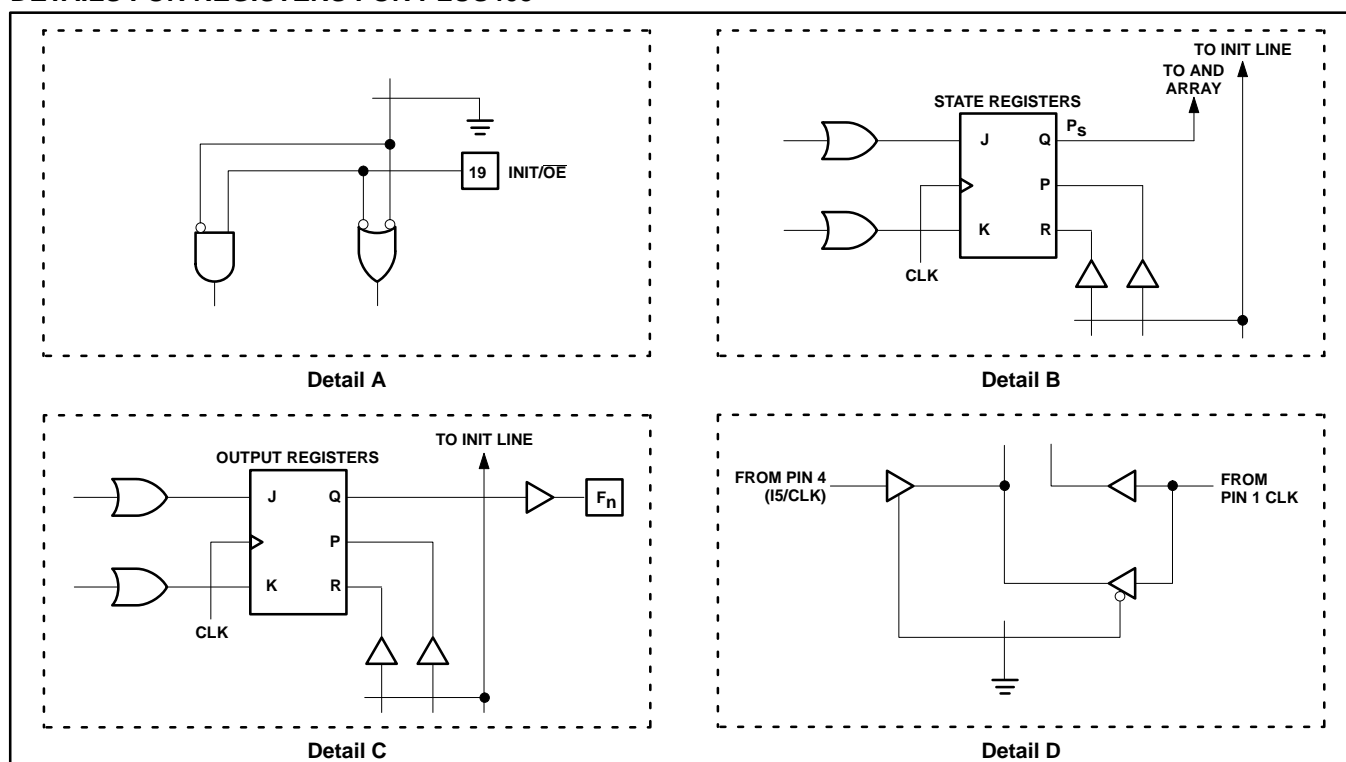 19
INIT/OE
Detail A
TO INIT LINE
TO AND
ARRAY
STATE REGISTERS
J
Q
Ps
P
K
R
CLK
Detail B
TO INIT LINE
OUTPUT REGISTERS
J
Q
Fn
P
K
R
CLK
Detail C
FROM PIN 4
(I5/CLK)
FROM
PIN 1 CLK
Detail D